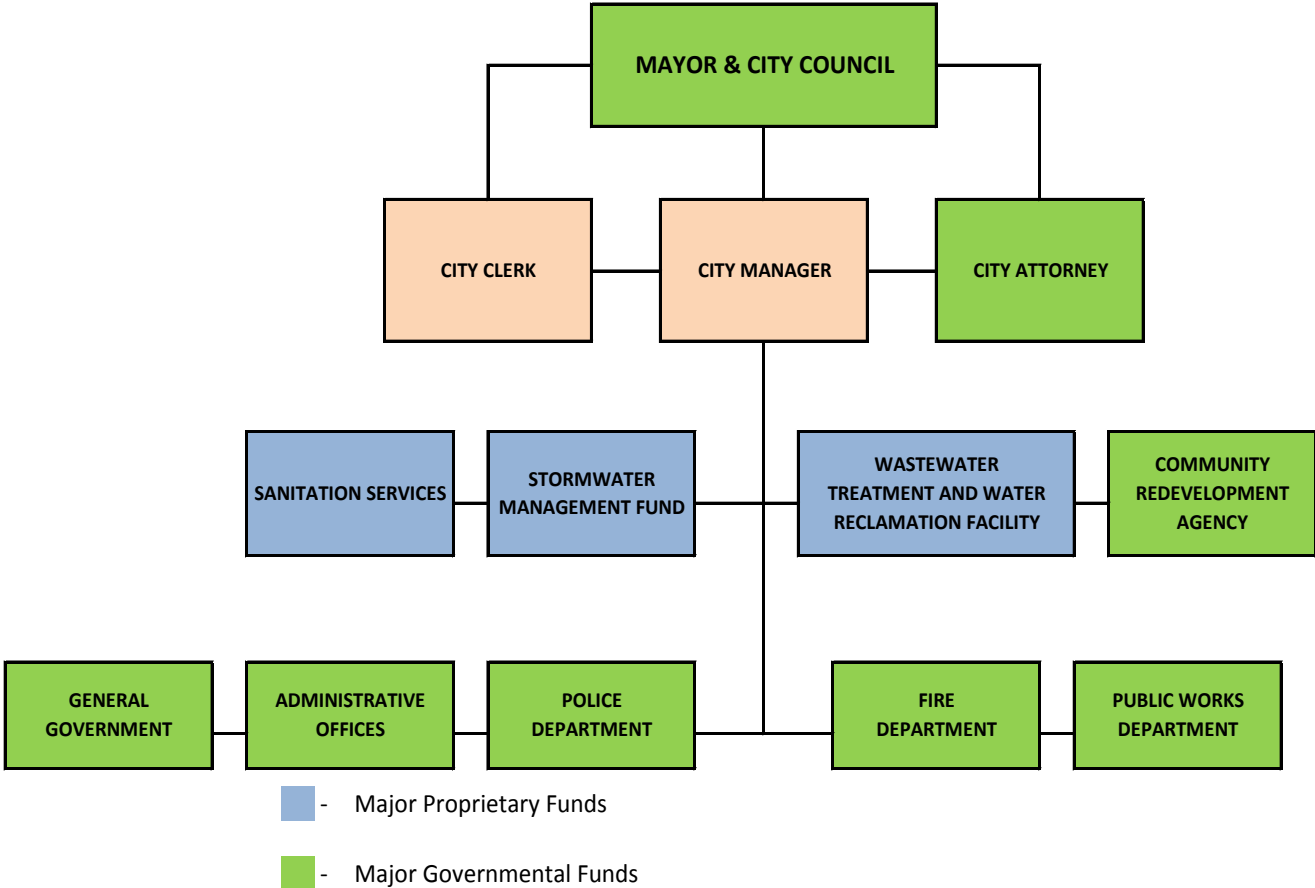 MAYOR & CITY COUNCIL
CITY CLERK
CITY MANAGER
CITY ATTORNEY
SANITATION SERVICES
STORMWATER
MANAGEMENT FUND
WASTEWATER
TREATMENT AND WATER
RECLAMATION FACILITY
COMMUNITY
REDEVELOPMENT
AGENCY
GENERAL
GOVERNMENT
ADMINISTRATIVE
OFFICES
POLICE
DEPARTMENT
FIRE
DEPARTMENT
PUBLIC WORKS
DEPARTMENT
- Major Proprietary Funds
- Major Governmental Funds